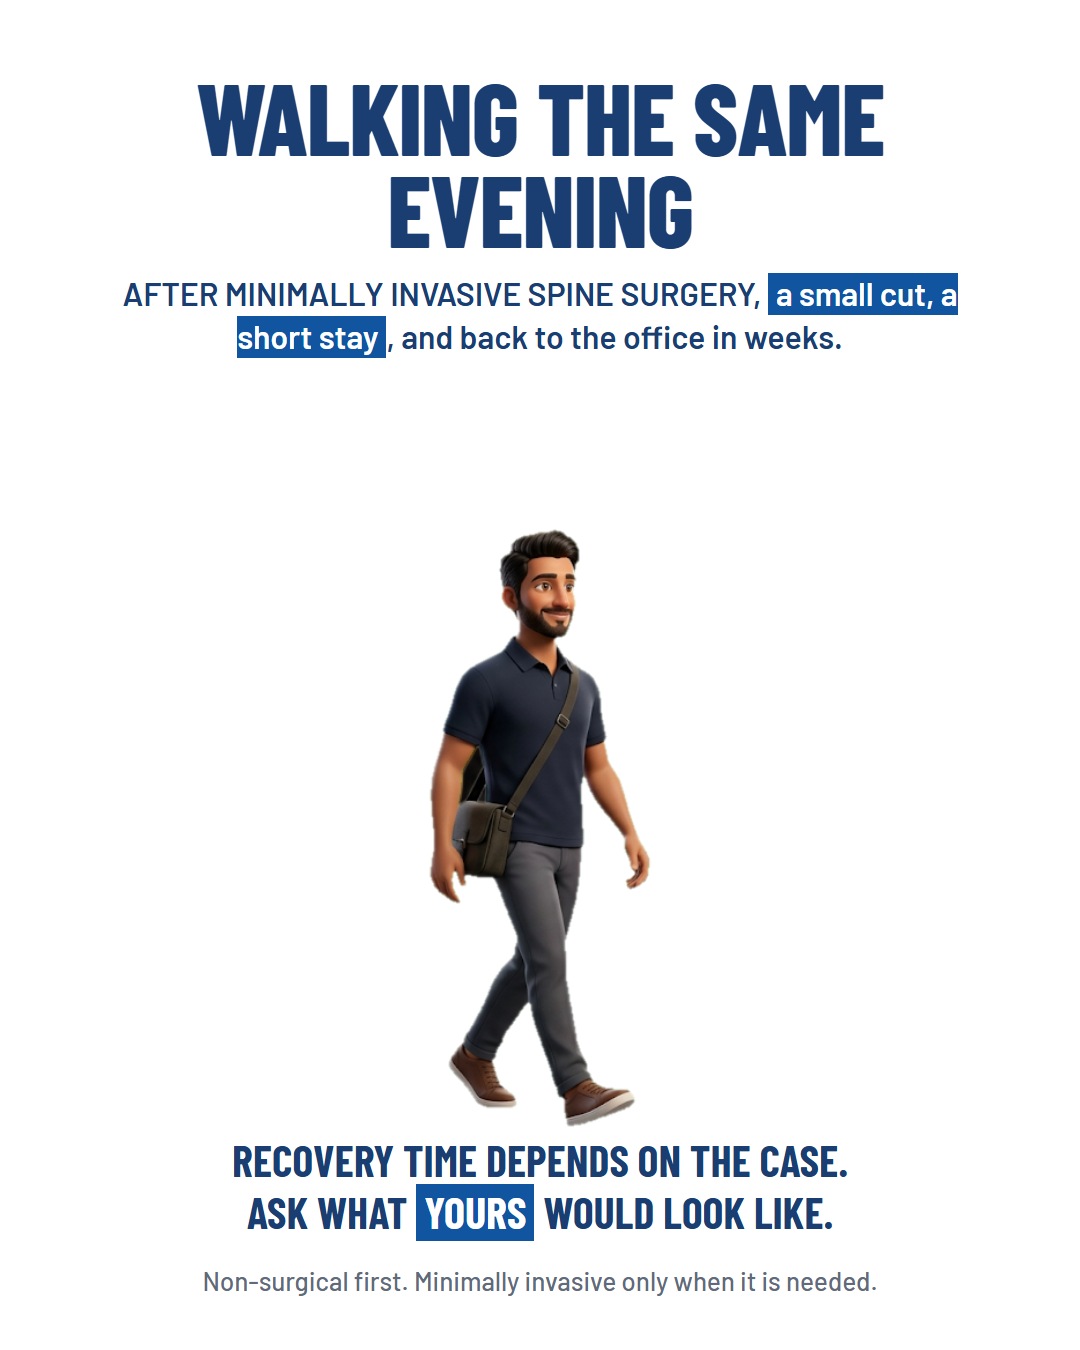 WALKING THE SAME
EVENING
AFTER MINIMALLY INVASIVE SPINE SURGERY, a small cut, a
short stay , and back to the office in weeks.
RECOVERY TIME DEPENDS ON THE CASE.
ASK WHAT YOURS WOULD LOOK LIKE.
Non-surgical first. Minimally invasive only when it is needed.